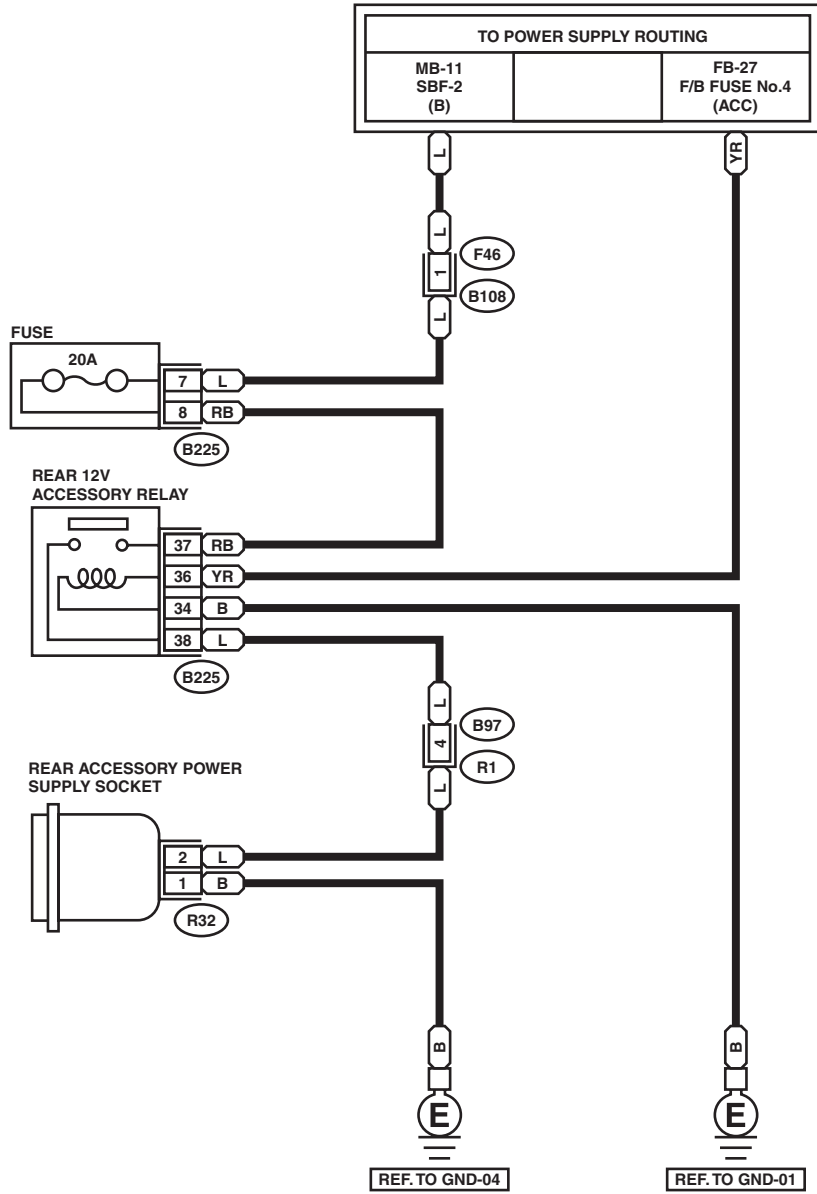 TO POWER SUPPLY ROUTING
MB-11
SBF-2
(B)
FB-27
F/B FUSE No.4
(ACC)
L
YR
L
1
F46
B108
L
FUSE
20A
7 L
8 RB
B225
REAR 12V
ACCESSORY RELAY
37 RB
36 YR
34 B
38 L
B225
L
4
B97
R1
L
REAR ACCESSORY POWER
SUPPLY SOCKET
2 L
1 B
R32
B
B
E
E
REF. TO GND-04
REF. TO GND-01